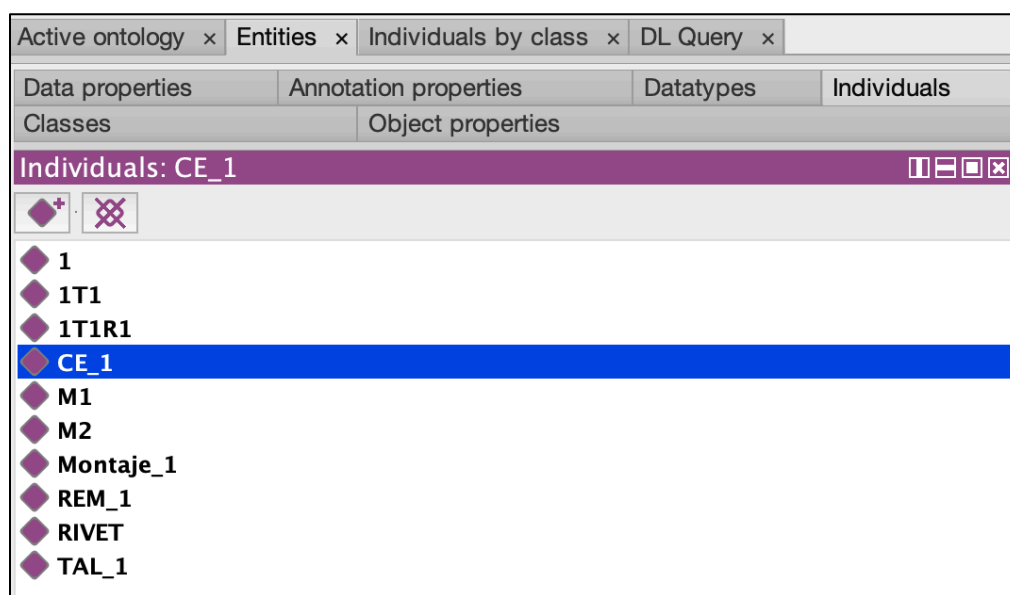 Active ontology × Entities × Individuals by class × DL Query ×
Data properties Annotation properties Datatypes Individuals
Classes Object properties
Individuals: CE_1
1
1T1
1T1R1
CE_1
M1
M2
Montaje_1
REM_1
RIVET
TAL_1